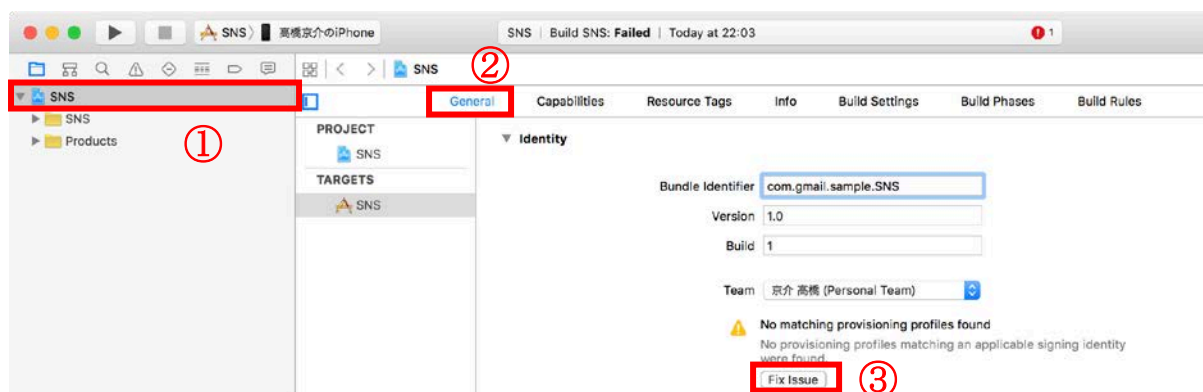 SNS 高橋京介のiPhone
SNS | Build SNS: Failed | Today at 22:03
1
SNS
②
SNS
General Capabilities Resource Tags Info Build Settings Build Phases Build Rules
SNS
Products
①
PROJECT
SNS
TARGETS
SNS
Identity
Bundle Identifier com.gmail.sample.SNS
Version 1.0
Build 1
Team 京介 高橋 (Personal Team)
No matching provisioning profiles found
No provisioning profiles matching an applicable signing identity
were found.
Fix Issue
③